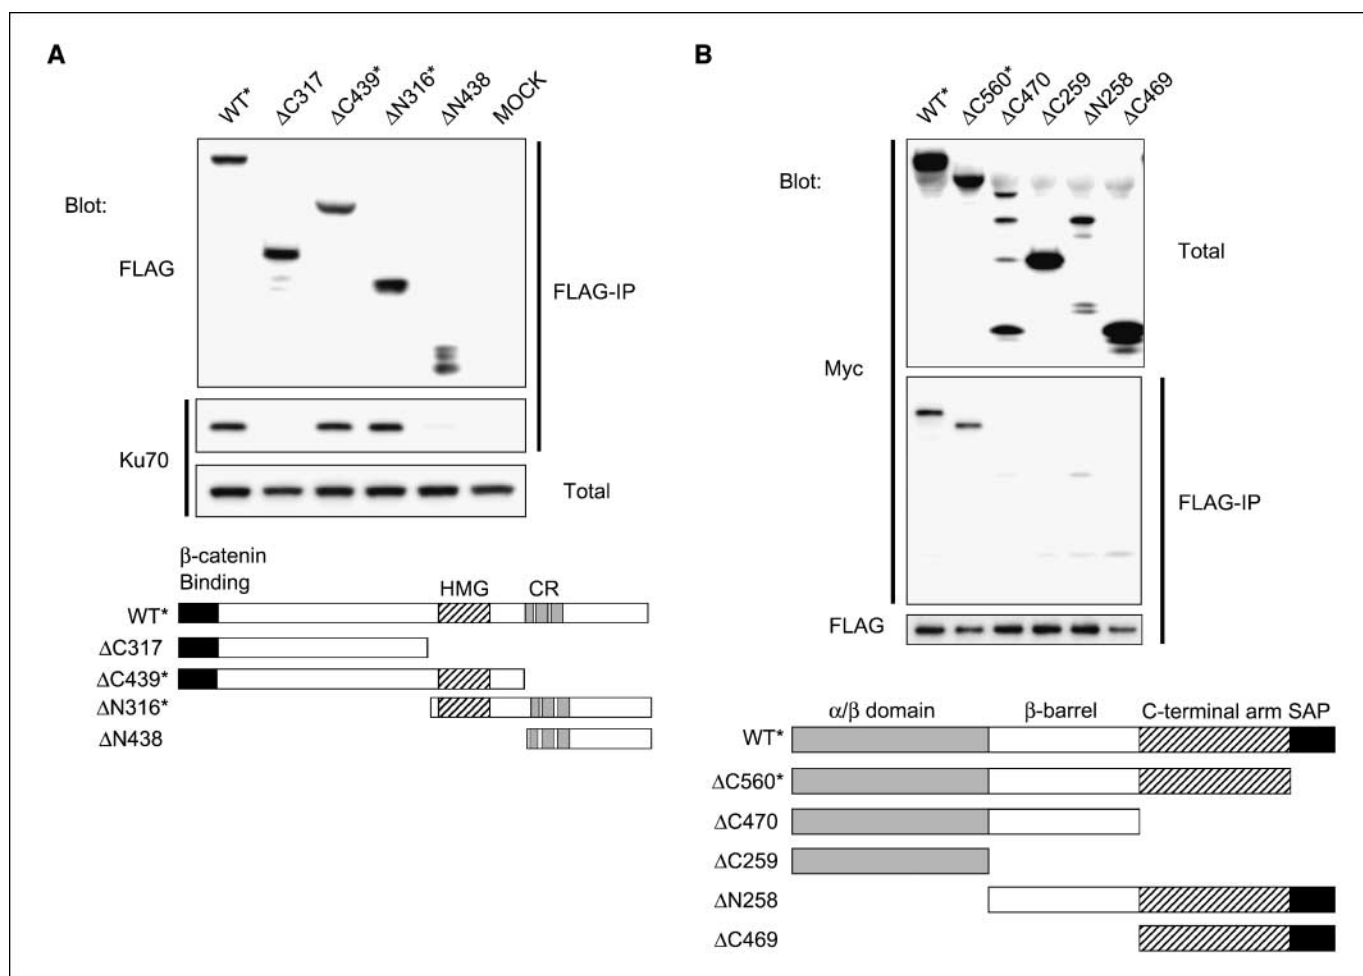 A
WT* ΔC317 ΔC439* ΔN316* ΔN438 MOCK
Blot:
FLAG
FLAG-IP
Ku70
Total
β-catenin
Binding
HMG CR
WT*
ΔC317
ΔC439*
ΔN316*
ΔN438
B
WT* ΔC560* ΔC470 ΔC259 ΔN258 ΔC469
Blot:
Total
Myc
FLAG-IP
FLAG
α/β domain β-barrel C-terminal arm SAP
WT*
ΔC560*
ΔC470
ΔC259
ΔN258
ΔC469